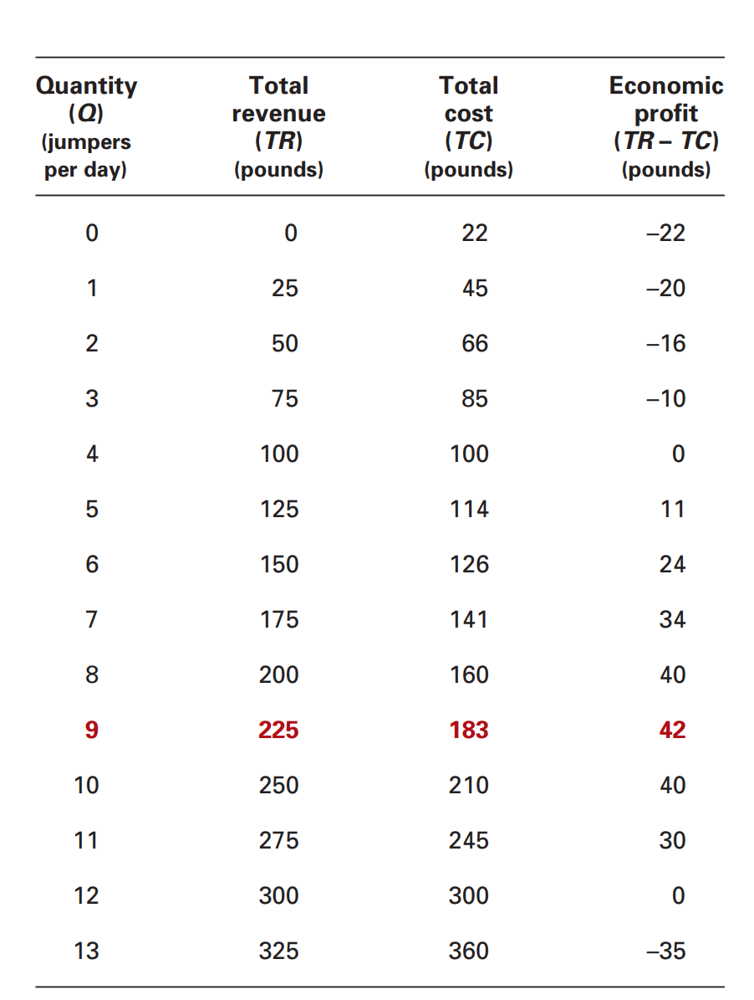 Quantity Total Total Economic
(Q) revenue cost profit
(jumpers (TR) (TC) (TR – TC)
per day) (pounds) (pounds) (pounds)
0 0 22 –22
1 25 45 –20
2 50 66 –16
3 75 85 –10
4 100 100 0
5 125 114 11
6 150 126 24
7 175 141 34
8 200 160 40
9 225 183 42
10 250 210 40
11 275 245 30
12 300 300 0
13 325 360 –35